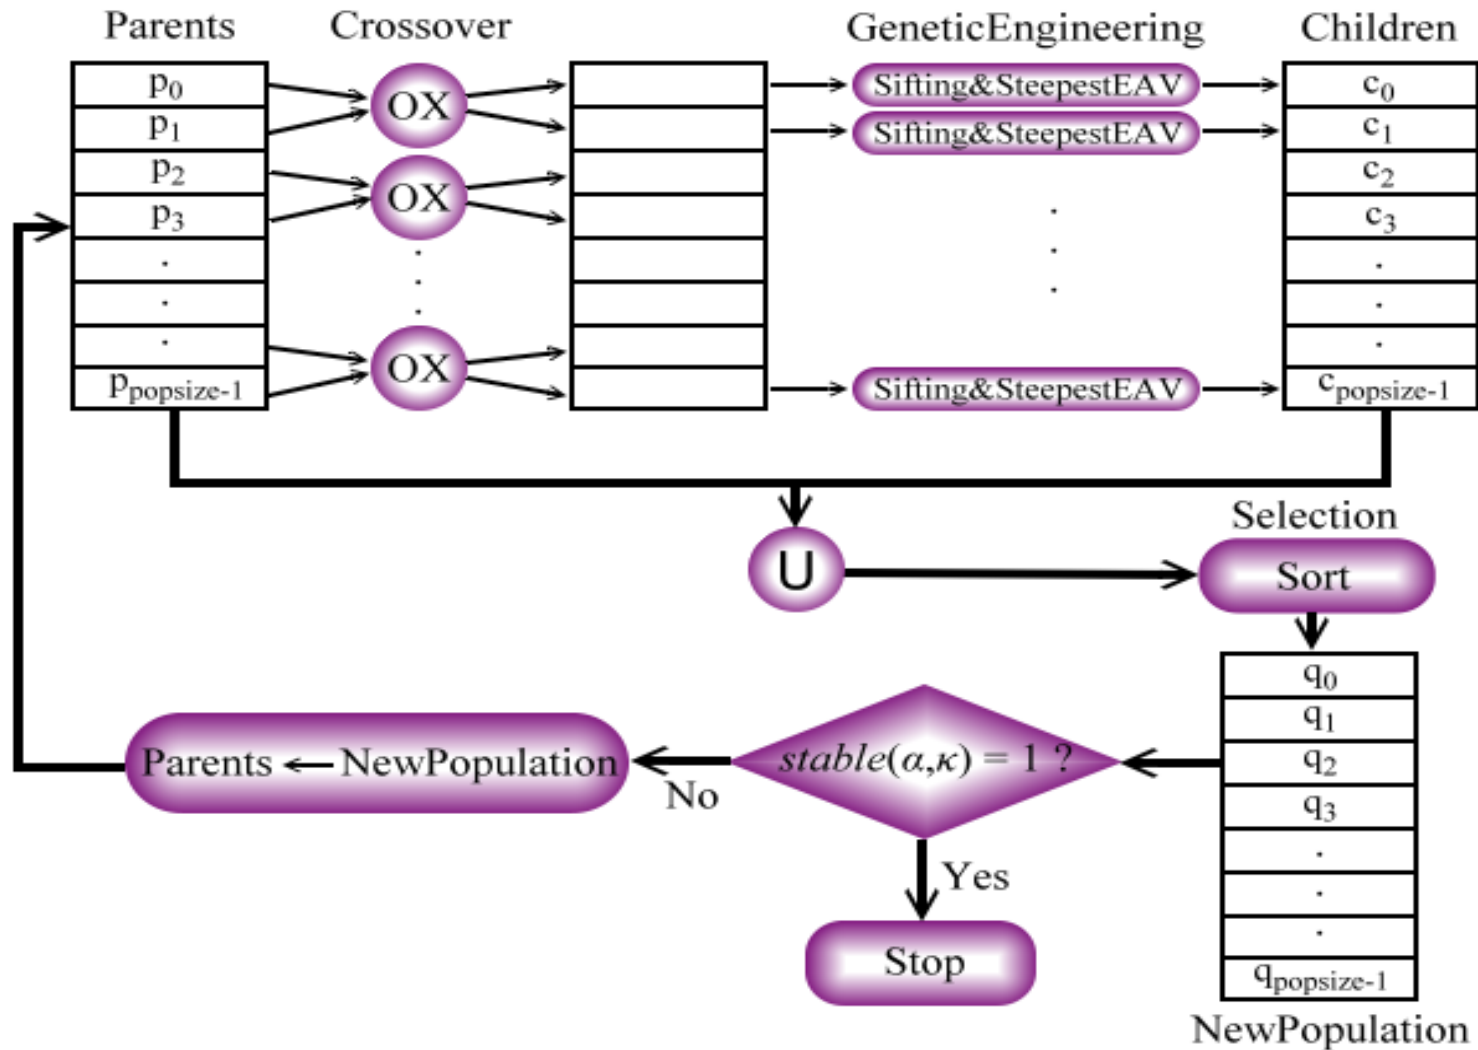 Parents Crossover GeneticEngineering Children
p0 OX Sifting&SteepestEAV c0
p1 Sifting&SteepestEAV c1
p2 OX c2
p3 c3
. . . .
. . . .
. OX . .
ppopsize-1 Sifting&SteepestEAV cpopsize-1
U
Selection
Sort
q0
q1
q2
q3
.
.
.
qpopsize-1
NewPopulation
stable(α,κ) = 1 ?
No
Parents ← NewPopulation
Yes
Stop